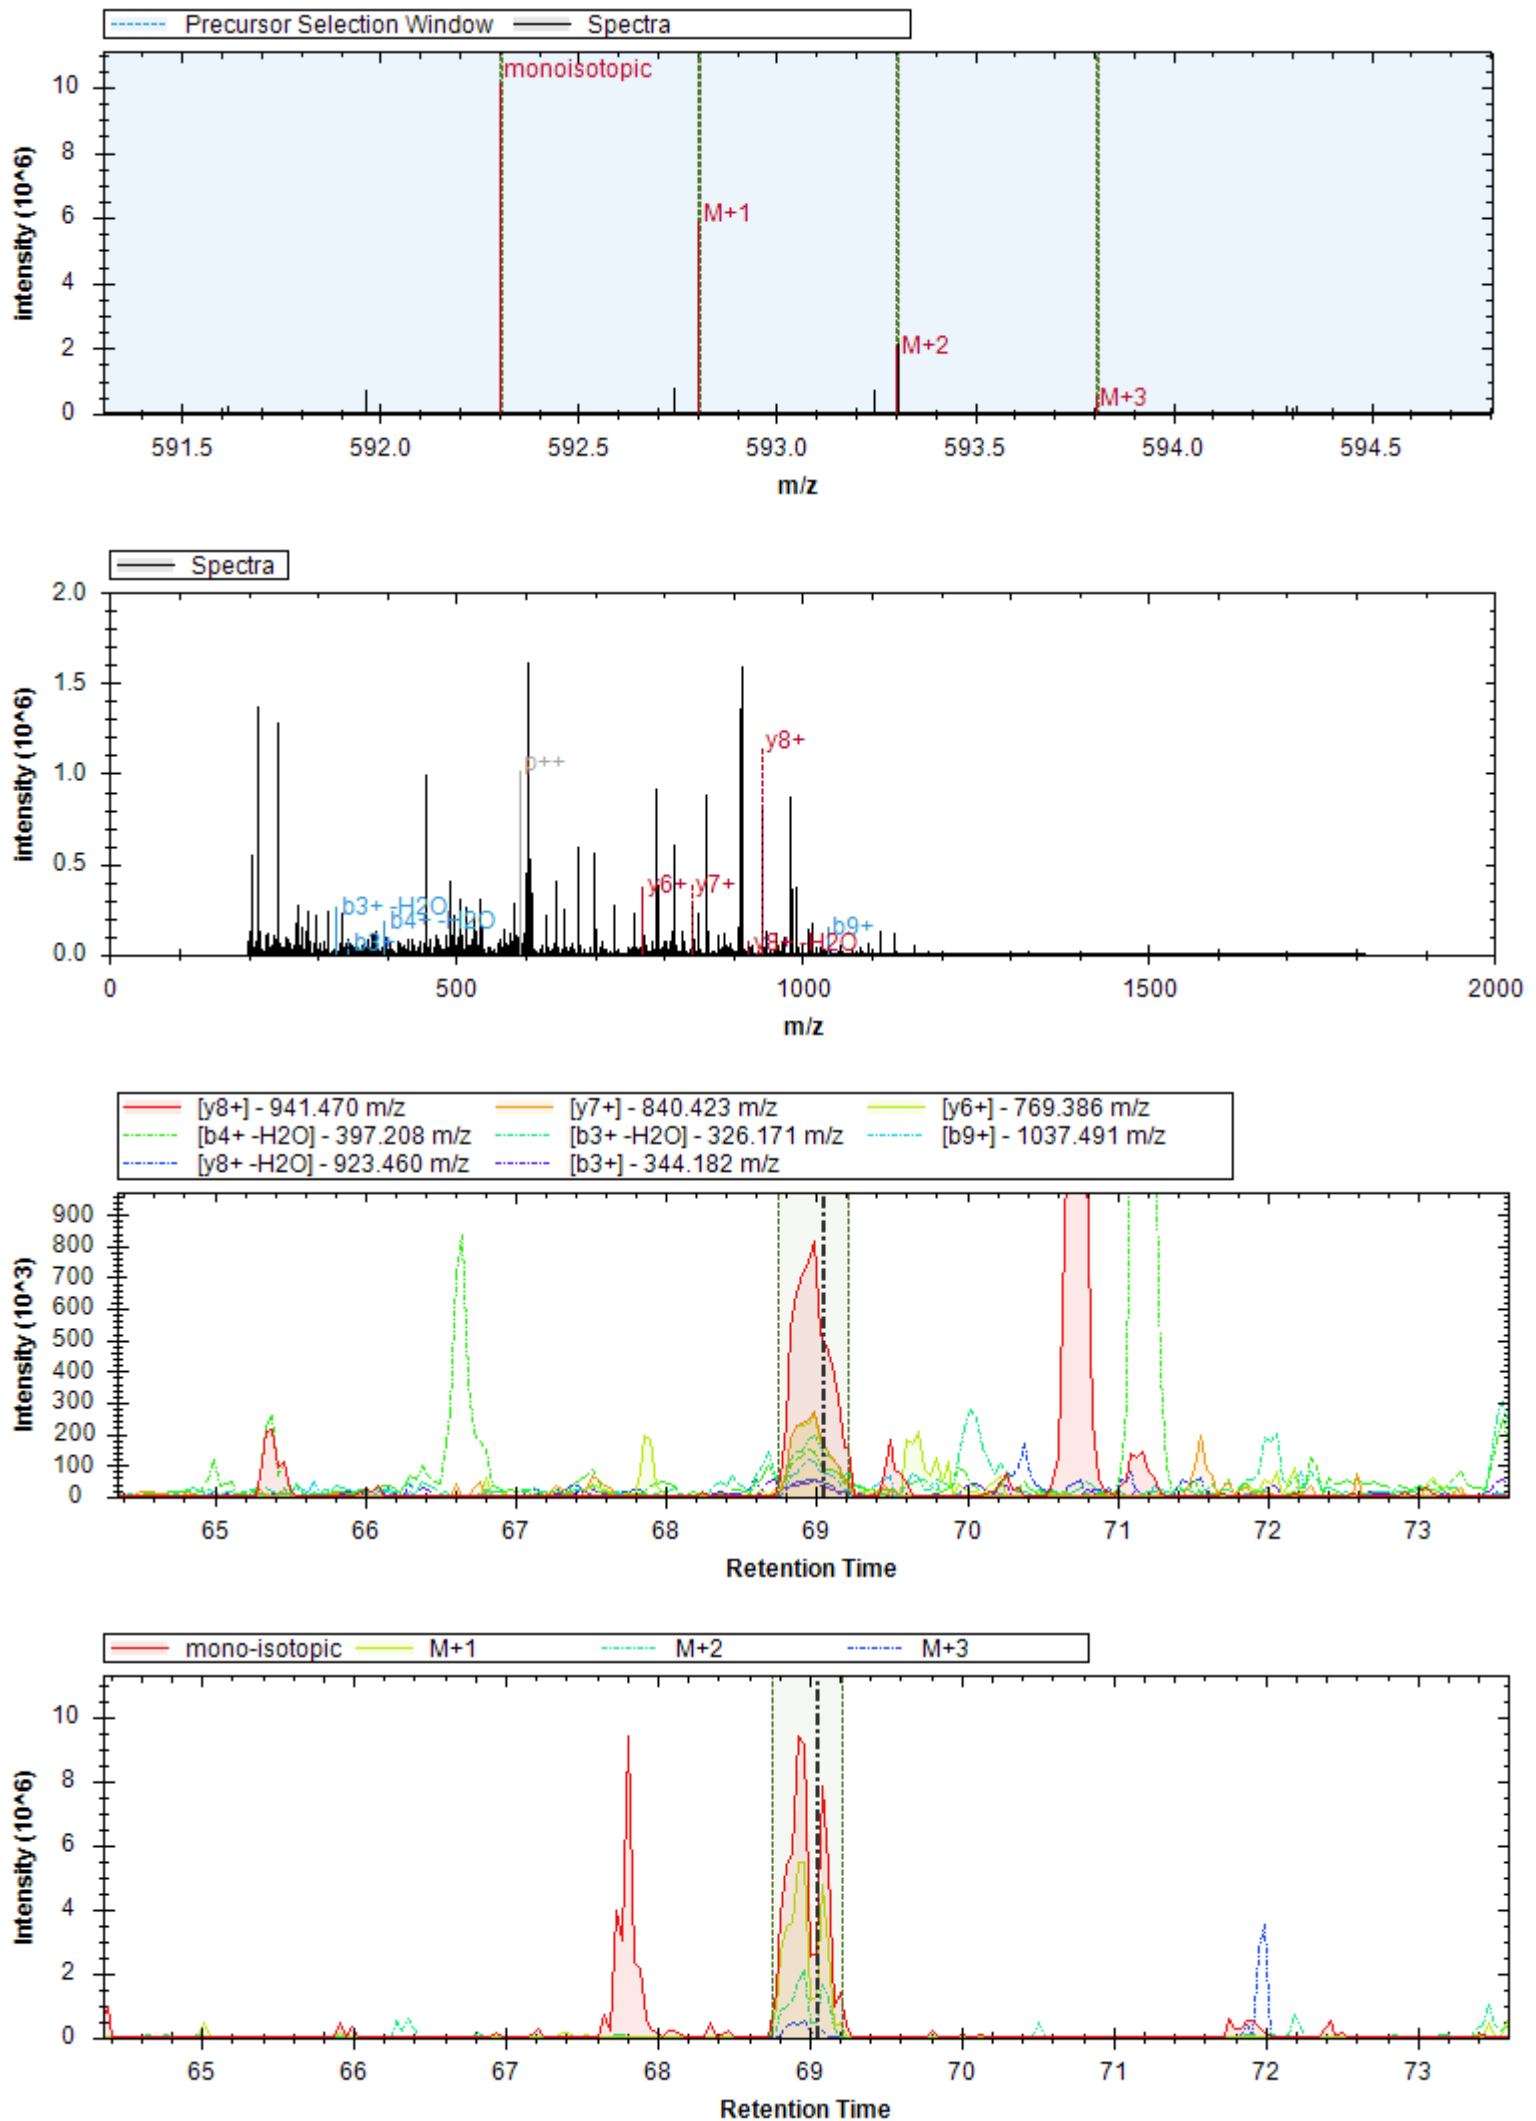 Precursor Selection Window Spectra
monoisotopic
M+1
M+2
M+3
10
8
6
4
2
0
intensity (10^6)
591.5 592.0 592.5 593.0 593.5 594.0 594.5
m/z
Spectra
2.0
1.5
1.0
0.5
0.0
intensity (10^6)
p++
y8+
y6+ y7+
b3+ -H2O
b4+ -H2O
b3+
y8+ -H2O
b9+
0 500 1000 1500 2000
m/z
[y8+] - 941.470 m/z [y7+] - 840.423 m/z [y6+] - 769.386 m/z
[b4+ -H2O] - 397.208 m/z [b3+ -H2O] - 326.171 m/z [b9+] - 1037.491 m/z
[y8+ -H2O] - 923.460 m/z [b3+] - 344.182 m/z
900
800
700
600
500
400
300
200
100
0
Intensity (10^3)
65 66 67 68 69 70 71 72 73
Retention Time
mono-isotopic M+1 M+2 M+3
10
8
6
4
2
0
Intensity (10^6)
65 66 67 68 69 70 71 72 73
Retention Time